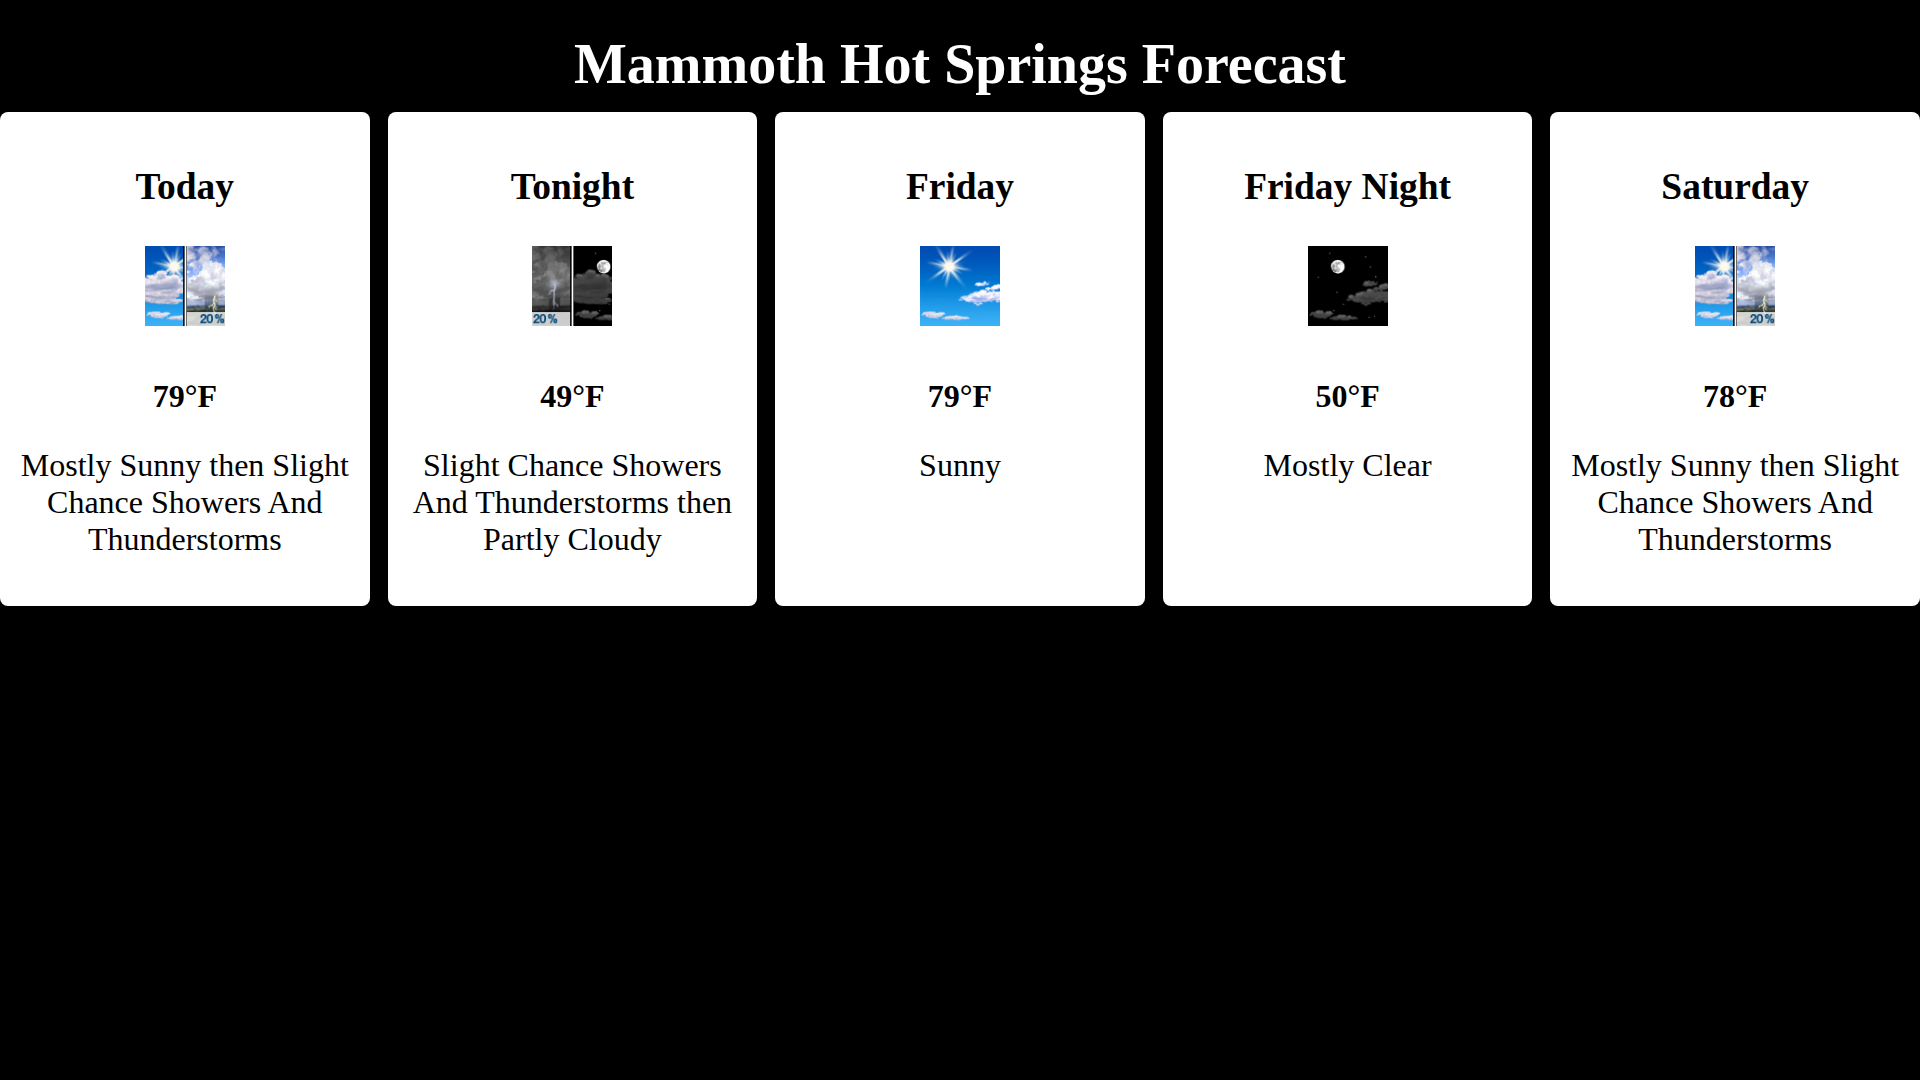 Mammoth Hot Springs Forecast
Today
20%
79°F
Mostly Sunny then Slight
Chance Showers And
Thunderstorms
Tonight
20%
49°F
Slight Chance Showers
And Thunderstorms then
Partly Cloudy
Friday
79°F
Sunny
Friday Night
50°F
Mostly Clear
Saturday
20%
78°F
Mostly Sunny then Slight
Chance Showers And
Thunderstorms